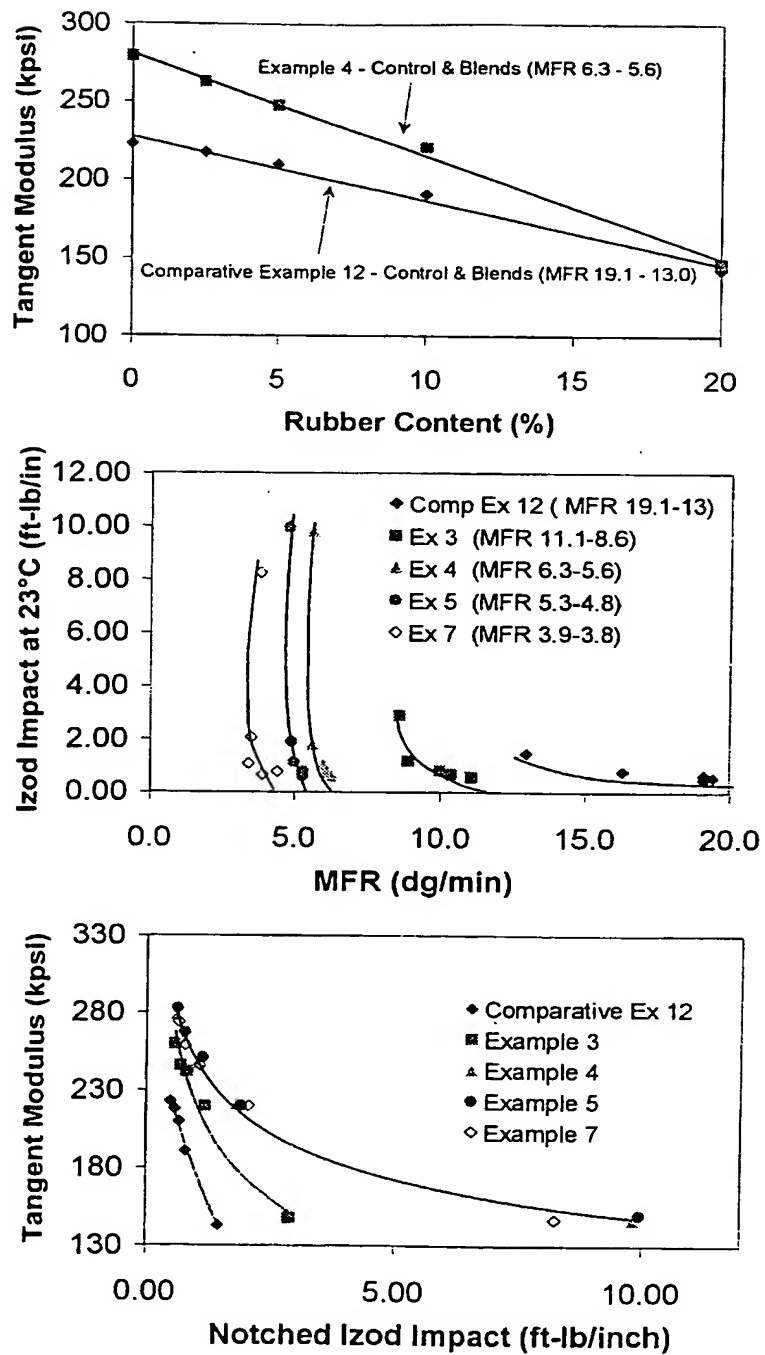 Tangent Modulus (kpsi)
300
250
200
150
100
Example 4 - Control & Blends (MFR 6.3 - 5.6)
Comparative Example 12 - Control & Blends (MFR 19.1 - 13.0)
0
5
10
15
20
Rubber Content (%)
Izod Impact at 23°C (ft-lb/in)
12.00
10.00
8.00
6.00
4.00
2.00
0.00
Comp Ex 12 ( MFR 19.1-13)
Ex 3 (MFR 11.1-8.6)
Ex 4 (MFR 6.3-5.6)
Ex 5 (MFR 5.3-4.8)
Ex 7 (MFR 3.9-3.8)
0.0
5.0
10.0
15.0
20.0
MFR (dg/min)
Tangent Modulus (kpsi)
330
280
230
180
130
Comparative Ex 12
Example 3
Example 4
Example 5
Example 7
0.00
5.00
10.00
Notched Izod Impact (ft-lb/inch)